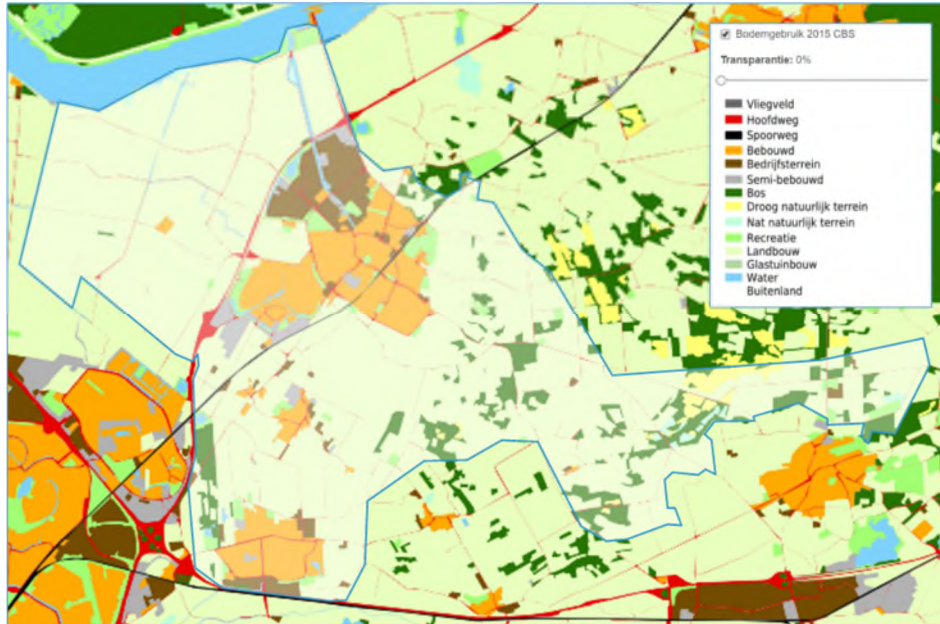 Bodemgebruik 2015 CBS
Transparantie: 0%
Vliegveld
Hoofdweg
Spoorweg
Bebouwd
Bedrijfsterrein
Semi-bebouwd
Bos
Droog natuurlijk terrein
Nat natuurlijk terrein
Recreatie
Landbouw
Glastuinbouw
Water
Buitenland